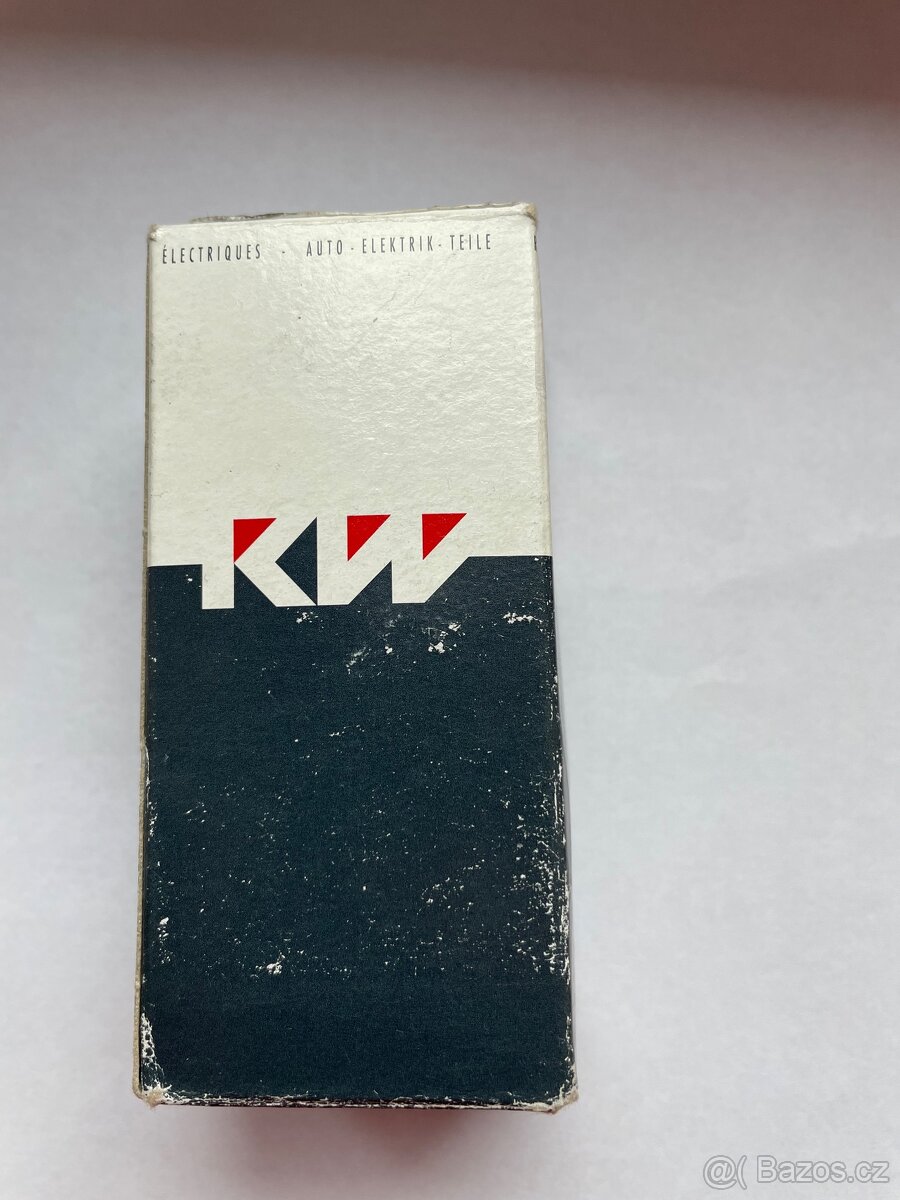 ÉLECTRIQUES - AUTO-ELEKTRIK-TEILE
KW
@( Bazos.cz